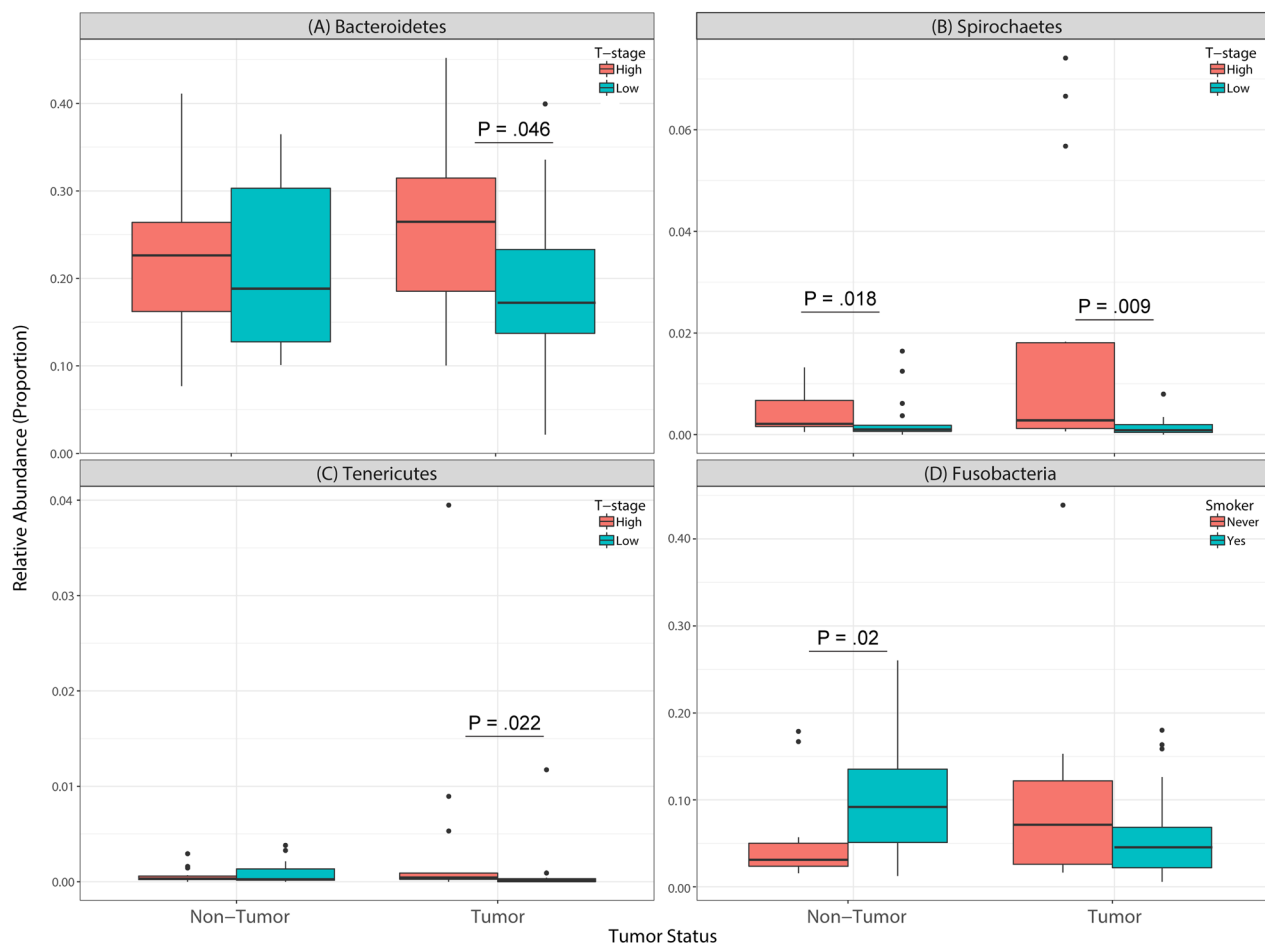 (A) Bacteroidetes
T−stage
High
Low
P = .046
0.40
0.30
0.20
0.10
0.00
(B) Spirochaetes
T−stage
High
Low
P = .018
P = .009
0.06
0.04
0.02
0.00
(C) Tenericutes
T−stage
High
Low
P = .022
0.04
0.03
0.02
0.01
0.00
Non−Tumor
Tumor
(D) Fusobacteria
Smoker
Never
Yes
P = .02
0.40
0.30
0.20
0.10
0.00
Non−Tumor
Tumor
Relative Abundance (Proportion)
Tumor Status